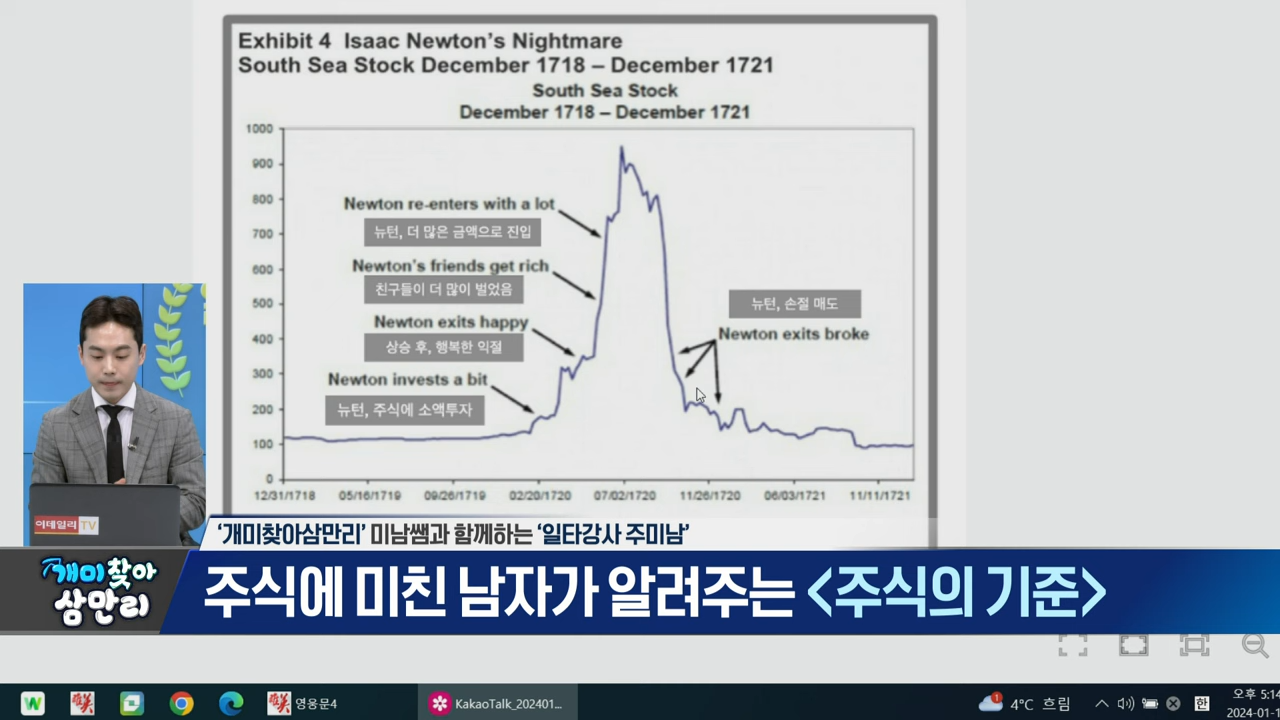 Exhibit 4 Isaac Newton's Nightmare
South Sea Stock December 1718 – December 1721
South Sea Stock
December 1718 – December 1721
1000
900
800
700
600
500
400
300
200
100
0
Newton re-enters with a lot
뉴턴, 더 많은 금액으로 진입
Newton's friends get rich
친구들이 더 많이 벌었음
Newton exits happy
상승 후, 행복한 익절
Newton invests a bit
뉴턴, 주식에 소액투자
뉴턴, 손절 매도
Newton exits broke
12/31/1718 05/16/1719 09/26/1719 02/20/1720 07/02/1720 11/26/1720 06/03/1721 11/11/1721
이데일리 TV
'개미찾아삼만리' 미남쌤과 함께하는 '일타강사 주미남'
개미찾아
삼만리
주식에 미친 남자가 알려주는 <주식의 기준>
영웅문4
KakaoTalk_202401...
1
4°C 흐림
한
오후 5:14